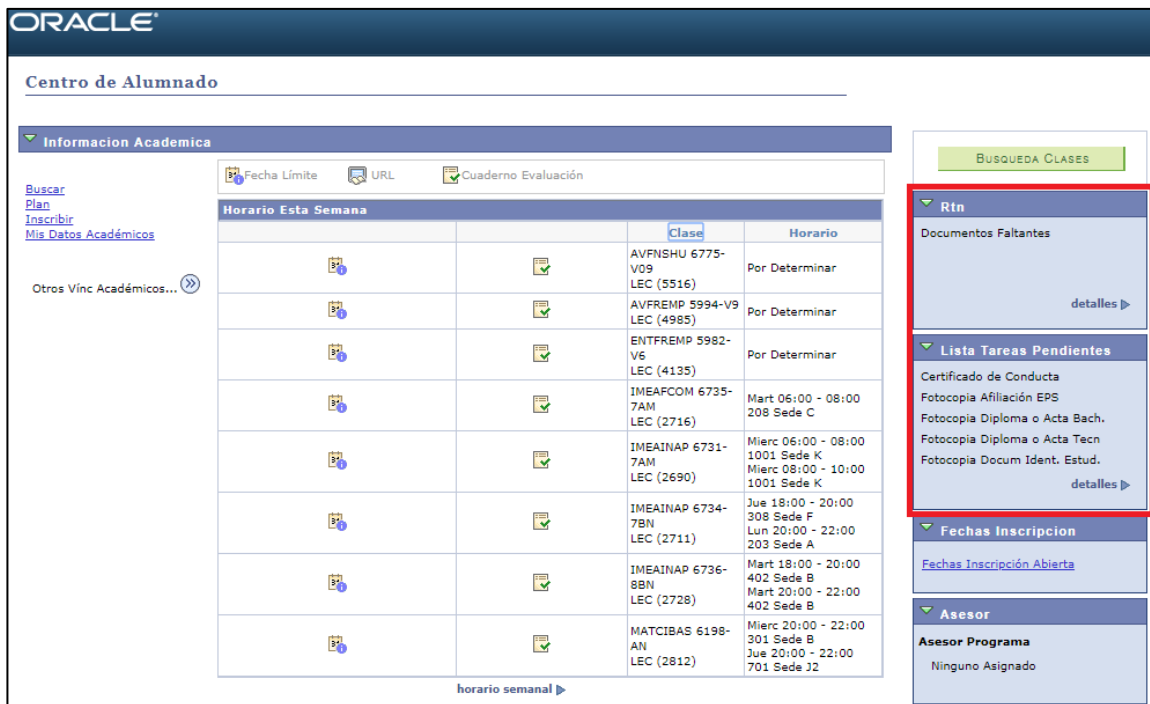 ORACLE®
Centro de Alumnado
Informacion Academica
Buscar
Plan
Inscribir
Mis Datos Académicos
Otros Vínc Académicos...
Fecha Límite URL Cuaderno Evaluación
Horario Esta Semana
Clase Horario
AVFNSHU 6775-
V09
LEC (5516)
Por Determinar
AVFREMP 5994-V9
LEC (4985)
Por Determinar
ENTFREMP 5982-
V6
LEC (4135)
Por Determinar
IMEAFCOM 6735-
7AM
LEC (2716)
Mart 06:00 - 08:00
208 Sede C
IMEAINAP 6731-
7AM
LEC (2690)
Mierc 06:00 - 08:00
1001 Sede K
Mierc 08:00 - 10:00
1001 Sede K
IMEAINAP 6734-
7BN
LEC (2711)
Jue 18:00 - 20:00
308 Sede F
Lun 20:00 - 22:00
203 Sede A
IMEAINAP 6736-
8BN
LEC (2728)
Mart 18:00 - 20:00
402 Sede B
Mart 20:00 - 22:00
402 Sede B
MATCIBAS 6198-
AN
LEC (2812)
Mierc 20:00 - 22:00
301 Sede B
Jue 20:00 - 22:00
701 Sede J2
horario semanal
BUSQUEDA CLASES
Rtn
Documentos Faltantes
detalles
Lista Tareas Pendientes
Certificado de Conducta
Fotocopia Afiliación EPS
Fotocopia Diploma o Acta Bach.
Fotocopia Diploma o Acta Tecn
Fotocopia Docum Ident. Estud.
detalles
Fechas Inscripcion
Fechas Inscripción Abierta
Asesor
Asesor Programa
Ninguno Asignado